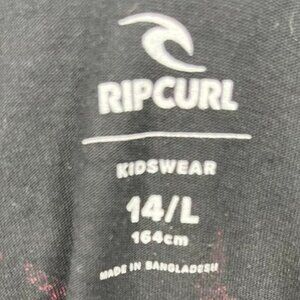 RIPCURL
KIDSWEAR
14/L
164cm
MADE IN BANGLADESH